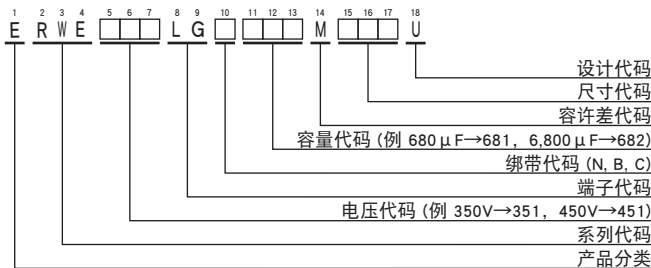 1 2 3 4 5 6 7 8 9 10 11 12 13 14 15 16 17 18
E R W E □□□ L G □ □□□ M □□□ U
设计代码
尺寸代码
容许差代码
容量代码 (例 680μF→681, 6,800μF→682)
绑带代码 (N, B, C)
端子代码
电压代码 (例 350V→351, 450V→451)
系列代码
产品分类